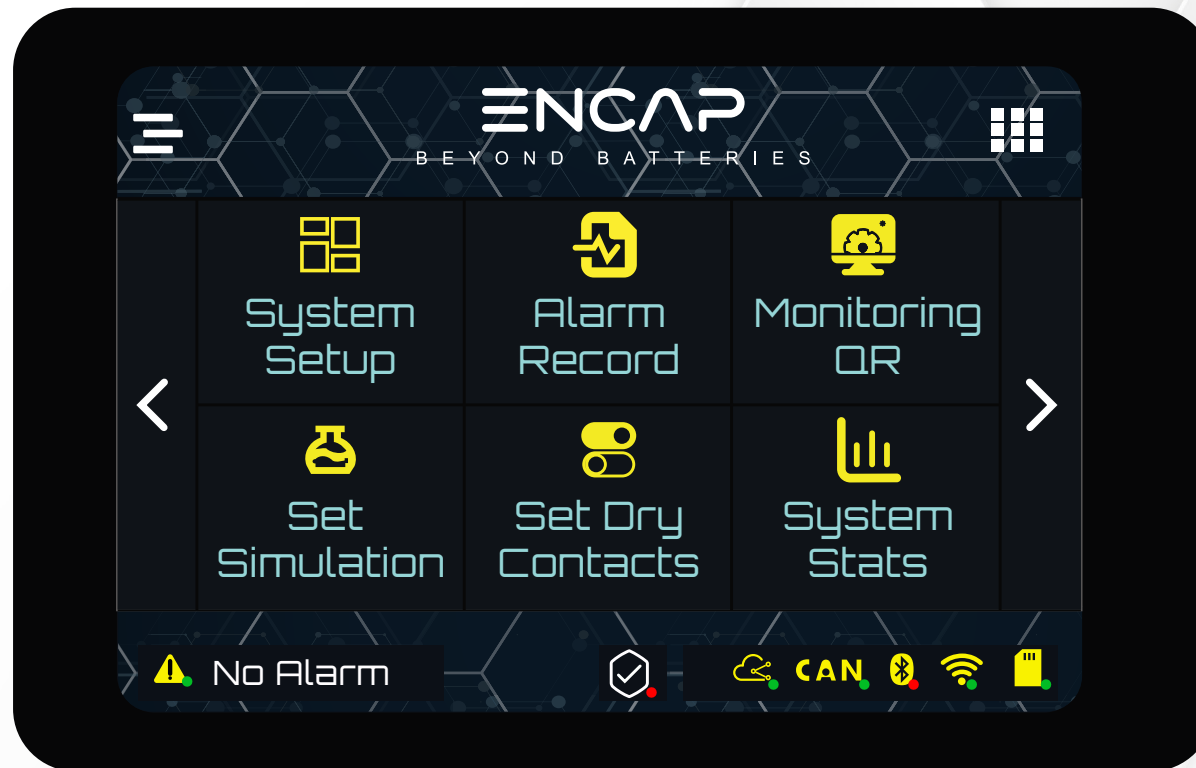 ENCAP
BEYOND BATTERIES
System
Setup
Alarm
Record
Monitoring
QR
Set
Simulation
Set Dry
Contacts
System
Stats
No Alarm
CAN